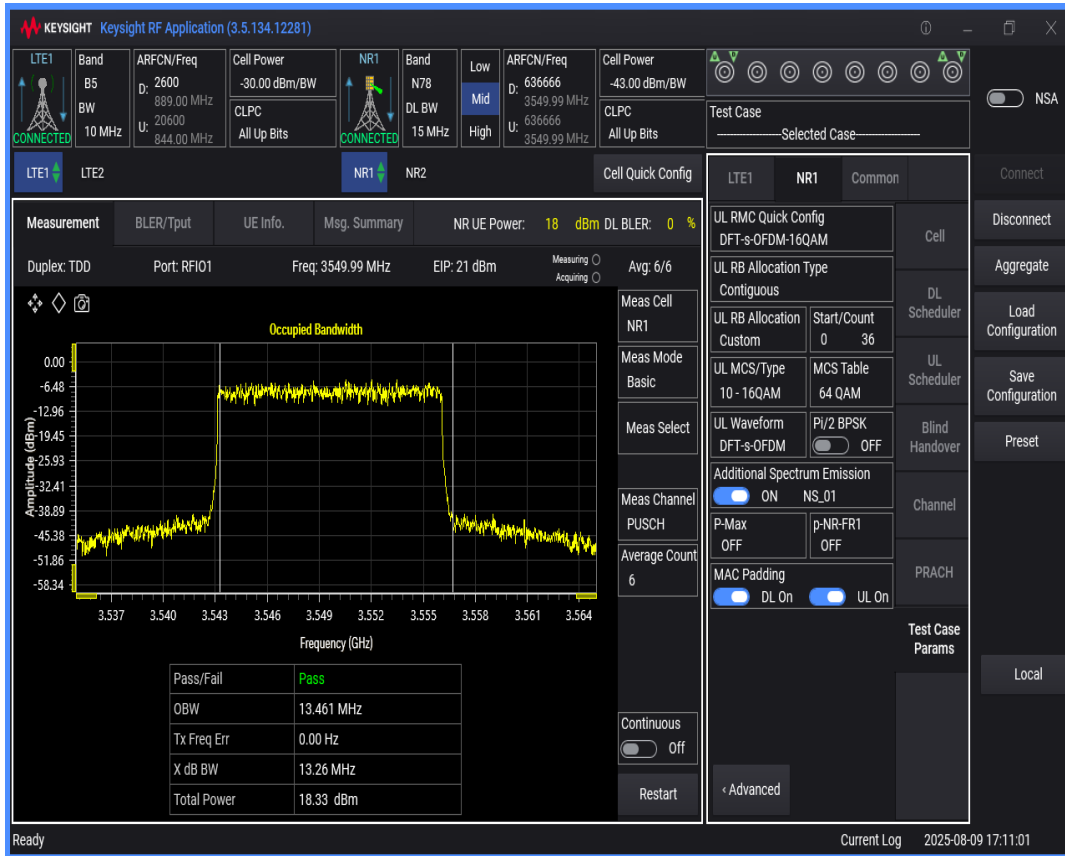 KEYSIGHT Keysight RF Application (3.5.134.12281)
LTE1 Band ARFCN/Freq Cell Power NR1 Band Low ARFCN/Freq Cell Power
B5 D: 2600 -30.00 dBm/BW N78 D: 636666 -43.00 dBm/BW
889.00 MHz 3549.99 MHz
BW U: 20600 CLPC DL BW Mid U: 636666 CLPC
CONNECTED 10 MHz 844.00 MHz All Up Bits CONNECTED 15 MHz High 3549.99 MHz All Up Bits
Test Case
Selected Case
NSA
LTE1 LTE2 NR1 NR2 Cell Quick Config
LTE1 NR1 Common
Connect
Measurement BLER/Tput UE Info. Msg. Summary NR UE Power: 18 dBm DL BLER: 0 %
Duplex: TDD Port: RFIO1 Freq: 3549.99 MHz EIP: 21 dBm Measuring Acquiring Avg: 6/6
Occupied Bandwidth
Amplitude (dBm)
0.00
-6.48
-12.96
-19.45
-25.93
-32.41
-38.89
-45.38
-51.86
-58.34
3.537 3.540 3.543 3.546 3.549 3.552 3.555 3.558 3.561 3.564
Frequency (GHz)
Pass/Fail Pass
OBW 13.461 MHz
Tx Freq Err 0.00 Hz
X dB BW 13.26 MHz
Total Power 18.33 dBm
Meas Cell
NR1
Meas Mode
Basic
Meas Select
Meas Channel
PUSCH
Average Count
6
Continuous
Off
Restart
UL RMC Quick Config
DFT-s-OFDM-16QAM
UL RB Allocation Type
Contiguous
UL RB Allocation Start/Count
Custom 0 36
UL MCS/Type MCS Table
10 - 16QAM 64 QAM
UL Waveform Pi/2 BPSK
DFT-s-OFDM OFF
Additional Spectrum Emission
ON NS_01
P-Max p-NR-FR1
OFF OFF
MAC Padding
DL On UL On
‹ Advanced
Cell
DL
Scheduler
UL
Scheduler
Blind
Handover
Channel
PRACH
Test Case
Params
Disconnect
Aggregate
Load
Configuration
Save
Configuration
Preset
Local
Ready Current Log 2025-08-09 17:11:01